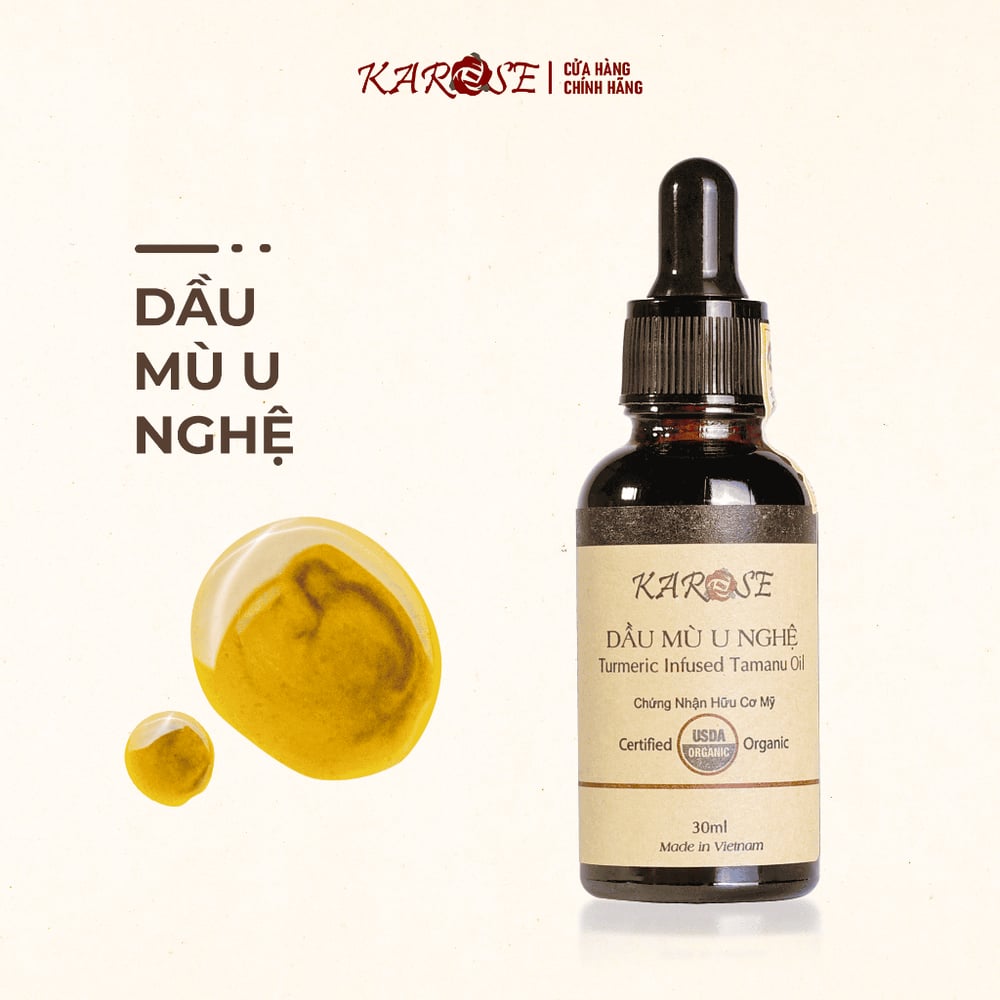 KAROSE | CỬA HÀNG
CHÍNH HÃNG
DẦU
MÙ U
NGHỆ
KAROSE
DẦU MÙ U NGHỆ
Turmeric Infused Tamanu Oil
Chứng Nhận Hữu Cơ Mỹ
Certified USDA ORGANIC Organic
30ml
Made in Vietnam